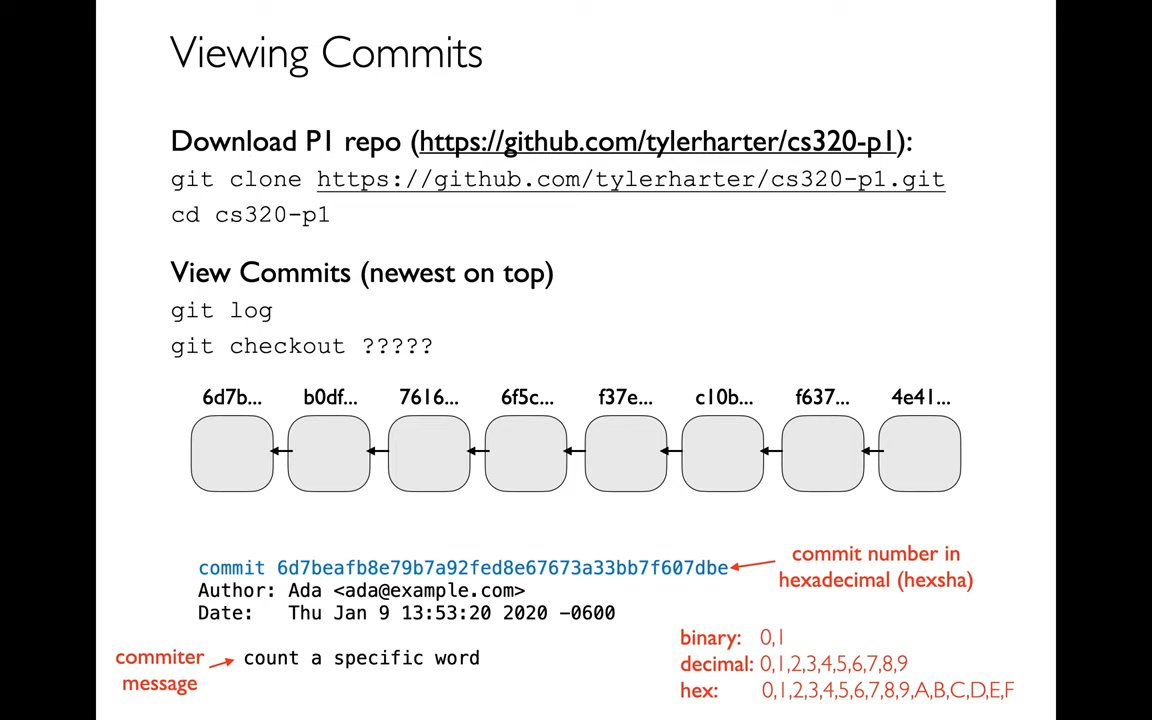 Viewing Commits
Download P1 repo (https://github.com/tylerharter/cs320-p1):
git clone https://github.com/tylerharter/cs320-p1.git
cd cs320-p1
View Commits (newest on top)
git log
git checkout ?????
6d7b... b0df... 7616... 6f5c... f37e... c10b... f637... 4e41...
commit 6d7beafb8e79b7a92fed8e67673a33bb7f607dbe
commit number in
hexadecimal (hexsha)
Author: Ada <ada@example.com>
Date: Thu Jan 9 13:53:20 2020 -0600
commiter
message
count a specific word
binary: 0,1
decimal: 0,1,2,3,4,5,6,7,8,9
hex: 0,1,2,3,4,5,6,7,8,9,A,B,C,D,E,F